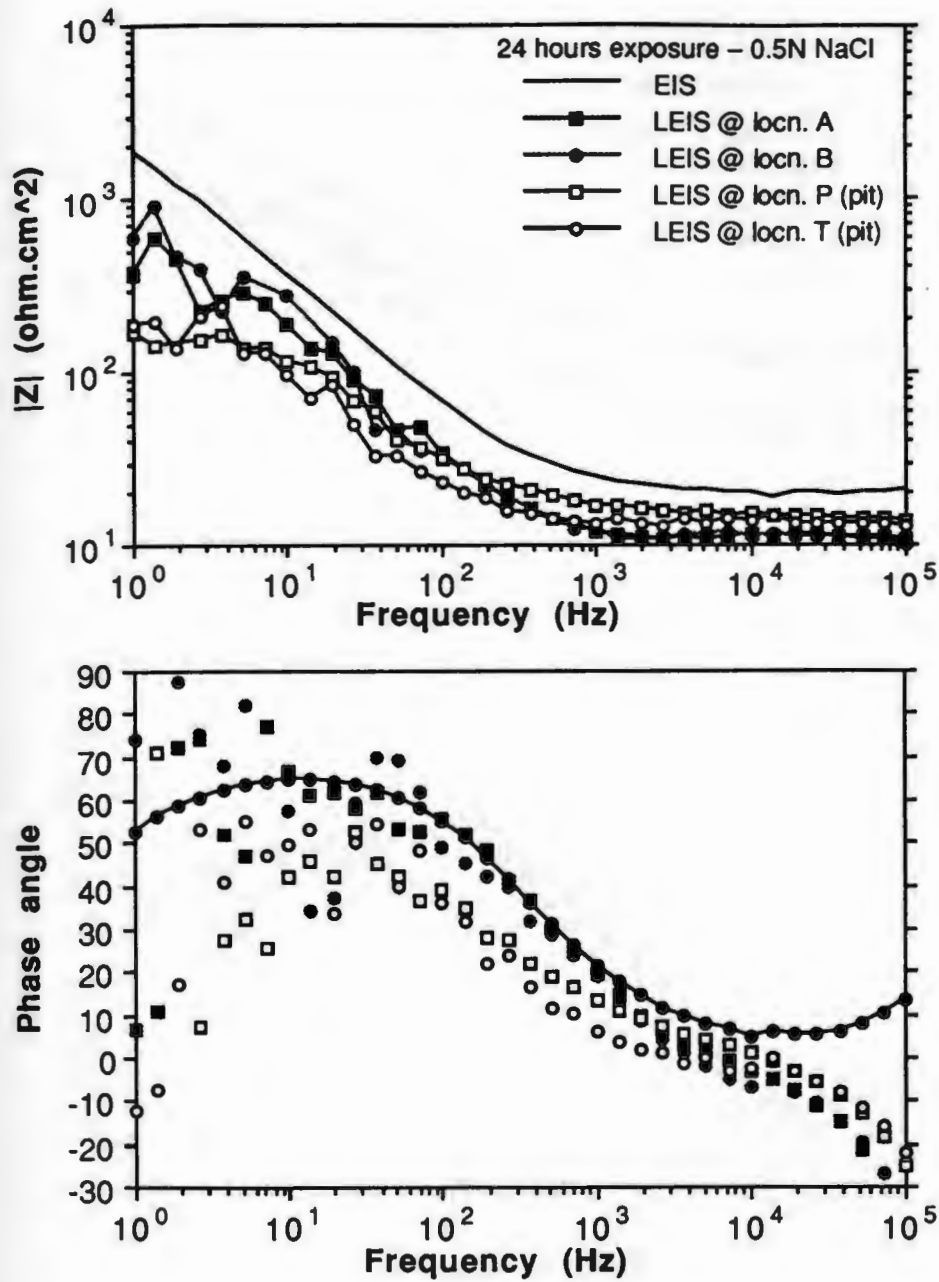 24 hours exposure – 0.5N NaCl
EIS
LEIS @ locn. A
LEIS @ locn. B
LEIS @ locn. P (pit)
LEIS @ locn. T (pit)
|Z| (ohm.cm^2)
10^4
10^3
10^2
10^1
10^0 10^1 10^2 10^3 10^4 10^5
Frequency (Hz)
Phase angle
90
80
70
60
50
40
30
20
10
0
-10
-20
-30
10^0 10^1 10^2 10^3 10^4 10^5
Frequency (Hz)